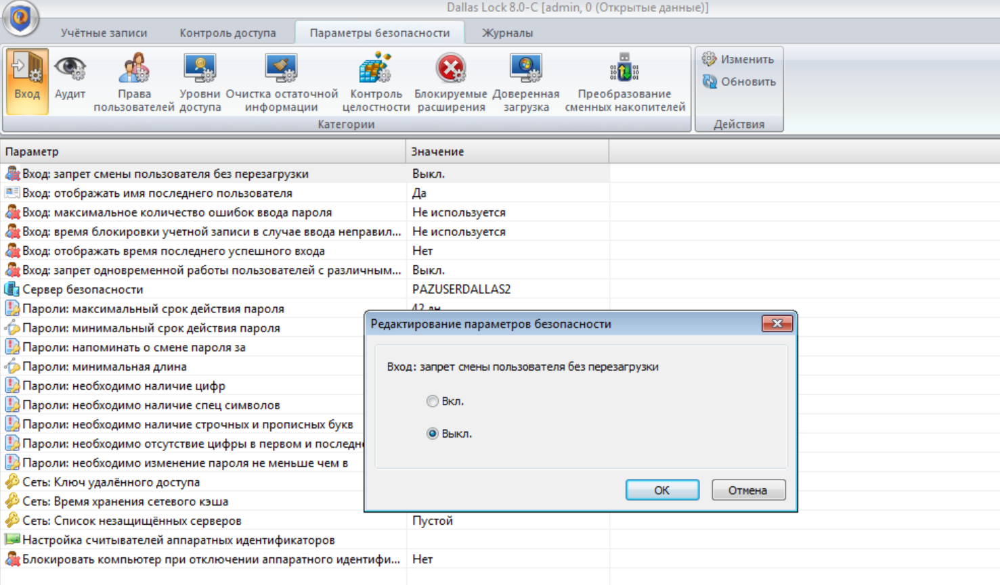 Dallas Lock 8.0-C [admin, 0 (Открытые данные)]
Учётные записи Контроль доступа Параметры безопасности Журналы
Вход Аудит Права пользователей Уровни доступа Очистка остаточной информации Контроль целостности Блокируемые расширения Доверенная загрузка Преобразование сменных накопителей
Категории
Изменить
Обновить
Действия
Параметр Значение
Вход: запрет смены пользователя без перезагрузки Выкл.
Вход: отображать имя последнего пользователя Да
Вход: максимальное количество ошибок ввода пароля Не используется
Вход: время блокировки учетной записи в случае ввода неправил... Не используется
Вход: отображать время последнего успешного входа Нет
Вход: запрет одновременной работы пользователей с различным... Выкл.
Сервер безопасности PAZUSERDALLAS2
Пароли: максимальный срок действия пароля 42 дн
Пароли: минимальный срок действия пароля
Пароли: напоминать о смене пароля за
Пароли: минимальная длина
Пароли: необходимо наличие цифр
Пароли: необходимо наличие спец символов
Пароли: необходимо наличие строчных и прописных букв
Пароли: необходимо отсутствие цифры в первом и последн
Пароли: необходимо изменение пароля не меньше чем в
Сеть: Ключ удалённого доступа
Сеть: Время хранения сетевого кэша
Сеть: Список незащищённых серверов Пустой
Настройка считывателей аппаратных идентификаторов
Блокировать компьютер при отключении аппаратного идентифи... Нет
Редактирование параметров безопасности
Вход: запрет смены пользователя без перезагрузки
Вкл.
Выкл.
ОК Отмена